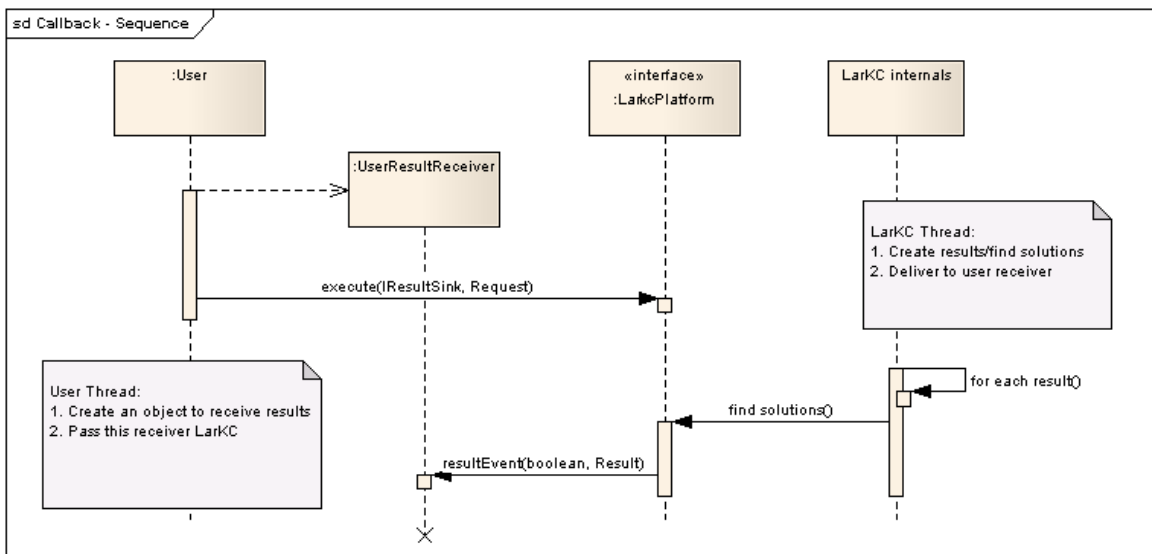 sd Callback - Sequence
:User
«interface»
:LarkcPlatform
LarKC internals
:UserResultReceiver
LarKC Thread:
1. Create results/find solutions
2. Deliver to user receiver
execute(IResultSink, Request)
User Thread:
1. Create an object to receive results
2. Pass this receiver LarKC
for each result()
find solutions()
resultEvent(boolean, Result)